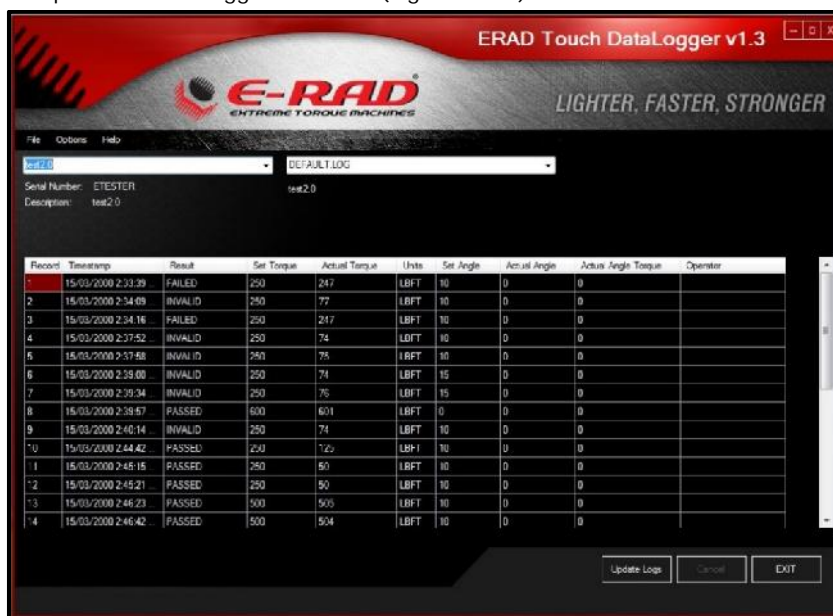 ERAD Touch DataLogger v1.3
E-RAD
EXTREME TORQUE MACHINES
LIGHTER, FASTER, STRONGER
File Options Help
test2.0 DEFAULT.LOG
Serial Number: ETESTER test2.0
Description: test2.0
Record Timestamp Result Set Torque Actual Torque Units Set Angle Actual Angle Actual Angle Torque Operator
1 15/03/2000 2:33:39 ... FAILED 250 247 LBFT 10 0 0
2 15/03/2000 2:34:09 ... INVALID 250 77 LBFT 10 0 0
3 15/03/2000 2:34:16 ... FAILED 250 247 LBFT 10 0 0
4 15/03/2000 2:37:52 ... INVALID 250 74 LBFT 10 0 0
5 15/03/2000 2:37:58 ... INVALID 250 75 LBFT 10 0 0
6 15/03/2000 2:39:00 ... INVALID 250 74 LBFT 15 0 0
7 15/03/2000 2:39:34 ... INVALID 250 76 LBFT 15 0 0
8 15/03/2000 2:39:57 ... PASSED 600 601 LBFT 0 0 0
9 15/03/2000 2:40:14 ... INVALID 250 74 LBFT 10 0 0
10 15/03/2000 2:44:42 ... PASSED 250 125 LBFT 10 0 0
11 15/03/2000 2:45:15 ... PASSED 250 50 LBFT 10 0 0
12 15/03/2000 2:45:21 ... PASSED 250 50 LBFT 10 0 0
13 15/03/2000 2:46:23 ... PASSED 500 505 LBFT 10 0 0
14 15/03/2000 2:46:42 ... PASSED 500 504 LBFT 10 0 0
Update Logs Cancel EXIT